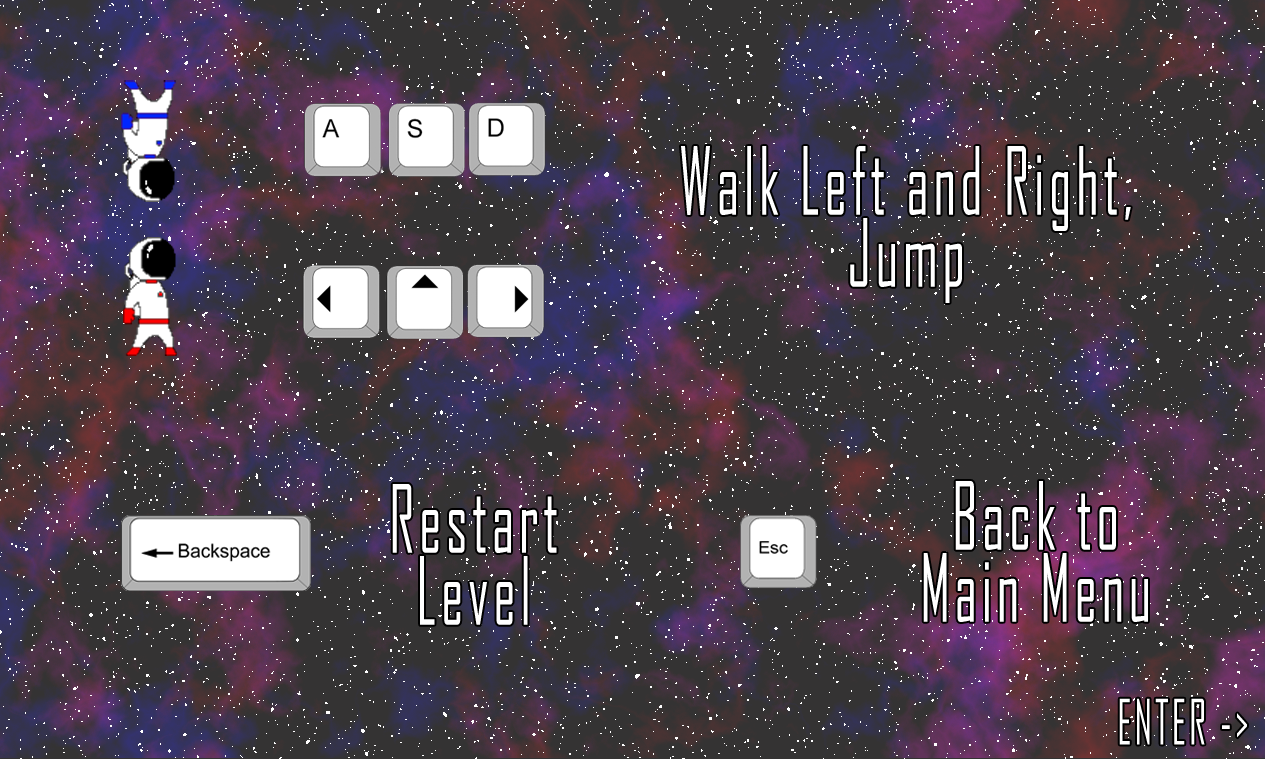 A S D
Walk Left and Right,
Jump
Backspace
Restart
Level
Esc
Back to
Main Menu
ENTER ->